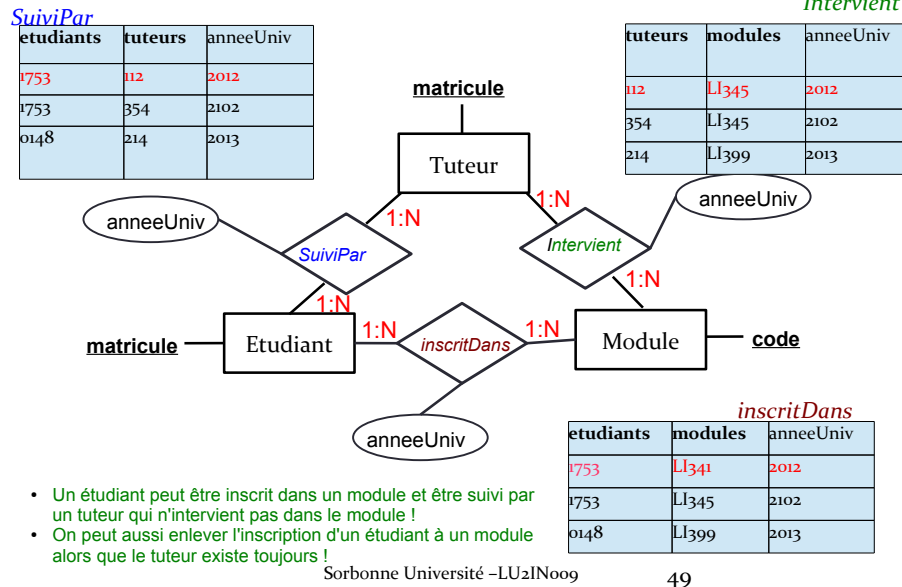 SuiviPar
etudiants tuteurs anneeUniv
1753 112 2012
1753 354 2102
0148 214 2013
Intervient
tuteurs modules anneeUniv
112 LI345 2012
354 LI345 2102
214 LI399 2013
matricule
Tuteur
anneeUniv
1:N
1:N
anneeUniv
SuiviPar
Intervient
1:N
1:N
matricule
Etudiant
1:N
inscritDans
1:N
Module
code
anneeUniv
inscritDans
etudiants modules anneeUniv
1753 LI341 2012
1753 LI345 2102
0148 LI399 2013
• Un étudiant peut être inscrit dans un module et être suivi par
un tuteur qui n'intervient pas dans le module !
• On peut aussi enlever l'inscription d'un étudiant à un module
alors que le tuteur existe toujours !
Sorbonne Université –LU2IN009
49